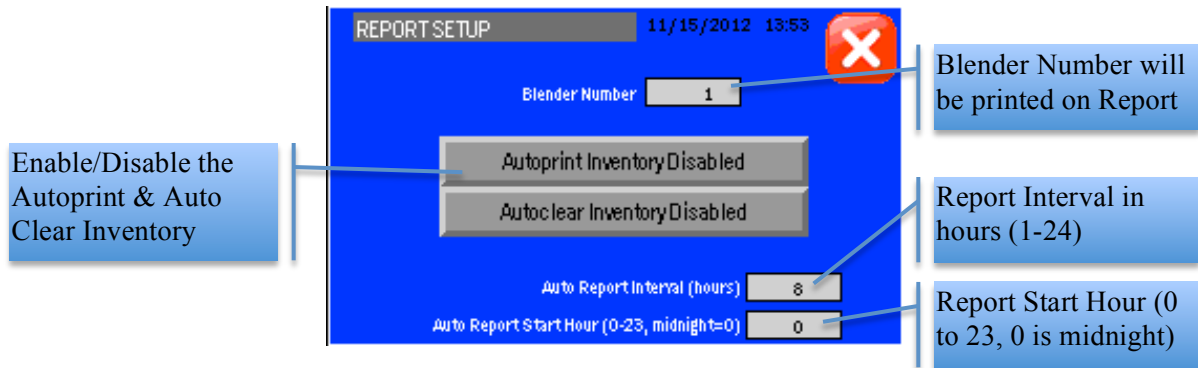 REPORT SETUP
11/15/2012 13:53
Blender Number 1
Blender Number will
be printed on Report
Enable/Disable the
Autoprint & Auto
Clear Inventory
Autoprint Inventory Disabled
Autoclear Inventory Disabled
Report Interval in
hours (1-24)
Auto Report Interval (hours) 8
Auto Report Start Hour (0-23, midnight=0) 0
Report Start Hour (0
to 23, 0 is midnight)